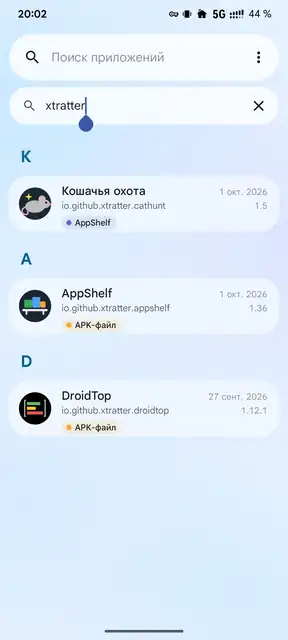 20:02
5G 44 %
Поиск приложений
xtratter
К
Кошачья охота
1 окт. 2026
io.github.xtratter.cathunt
1.5
AppShelf
A
AppShelf
1 окт. 2026
io.github.xtratter.appshelf
1.36
APK-файл
D
DroidTop
27 сент. 2026
io.github.xtratter.droidtop
1.12.1
APK-файл